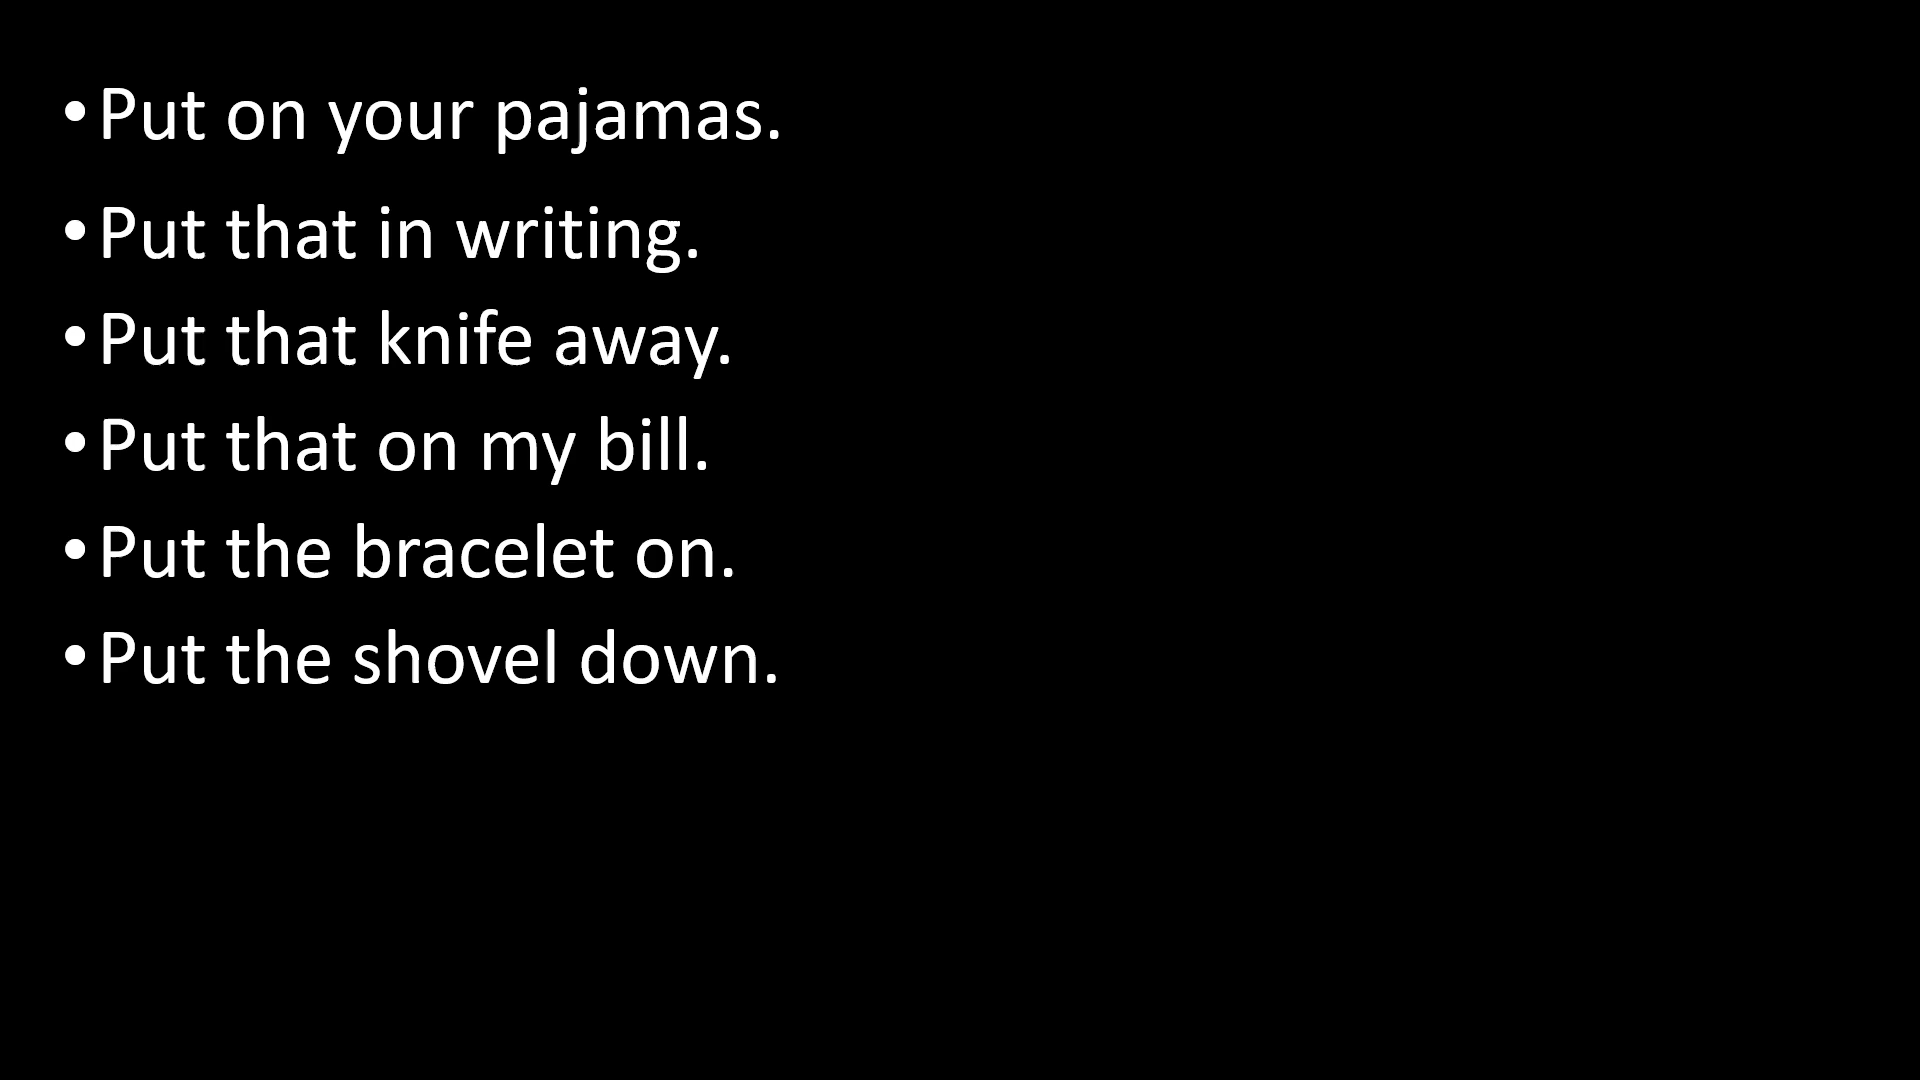 • Put on your pajamas.
• Put that in writing.
• Put that knife away.
• Put that on my bill.
• Put the bracelet on.
• Put the shovel down.